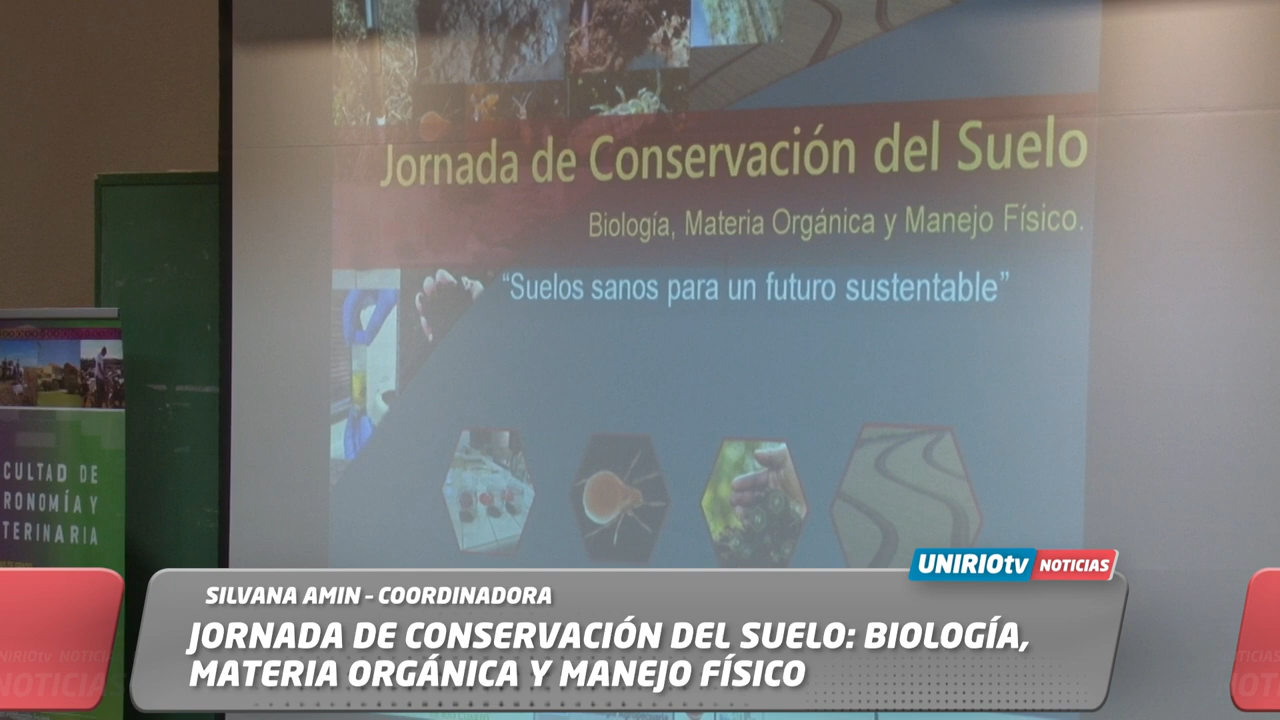 Jornada de Conservación del Suelo
Biología, Materia Orgánica y Manejo Físico.
“Suelos sanos para un futuro sustentable”
CULTAD DE
RONOMÍA Y
TERINARIA
UNIRIOtv NOTICIAS
SILVANA AMIN - COORDINADORA
JORNADA DE CONSERVACIÓN DEL SUELO: BIOLOGÍA,
MATERIA ORGÁNICA Y MANEJO FÍSICO